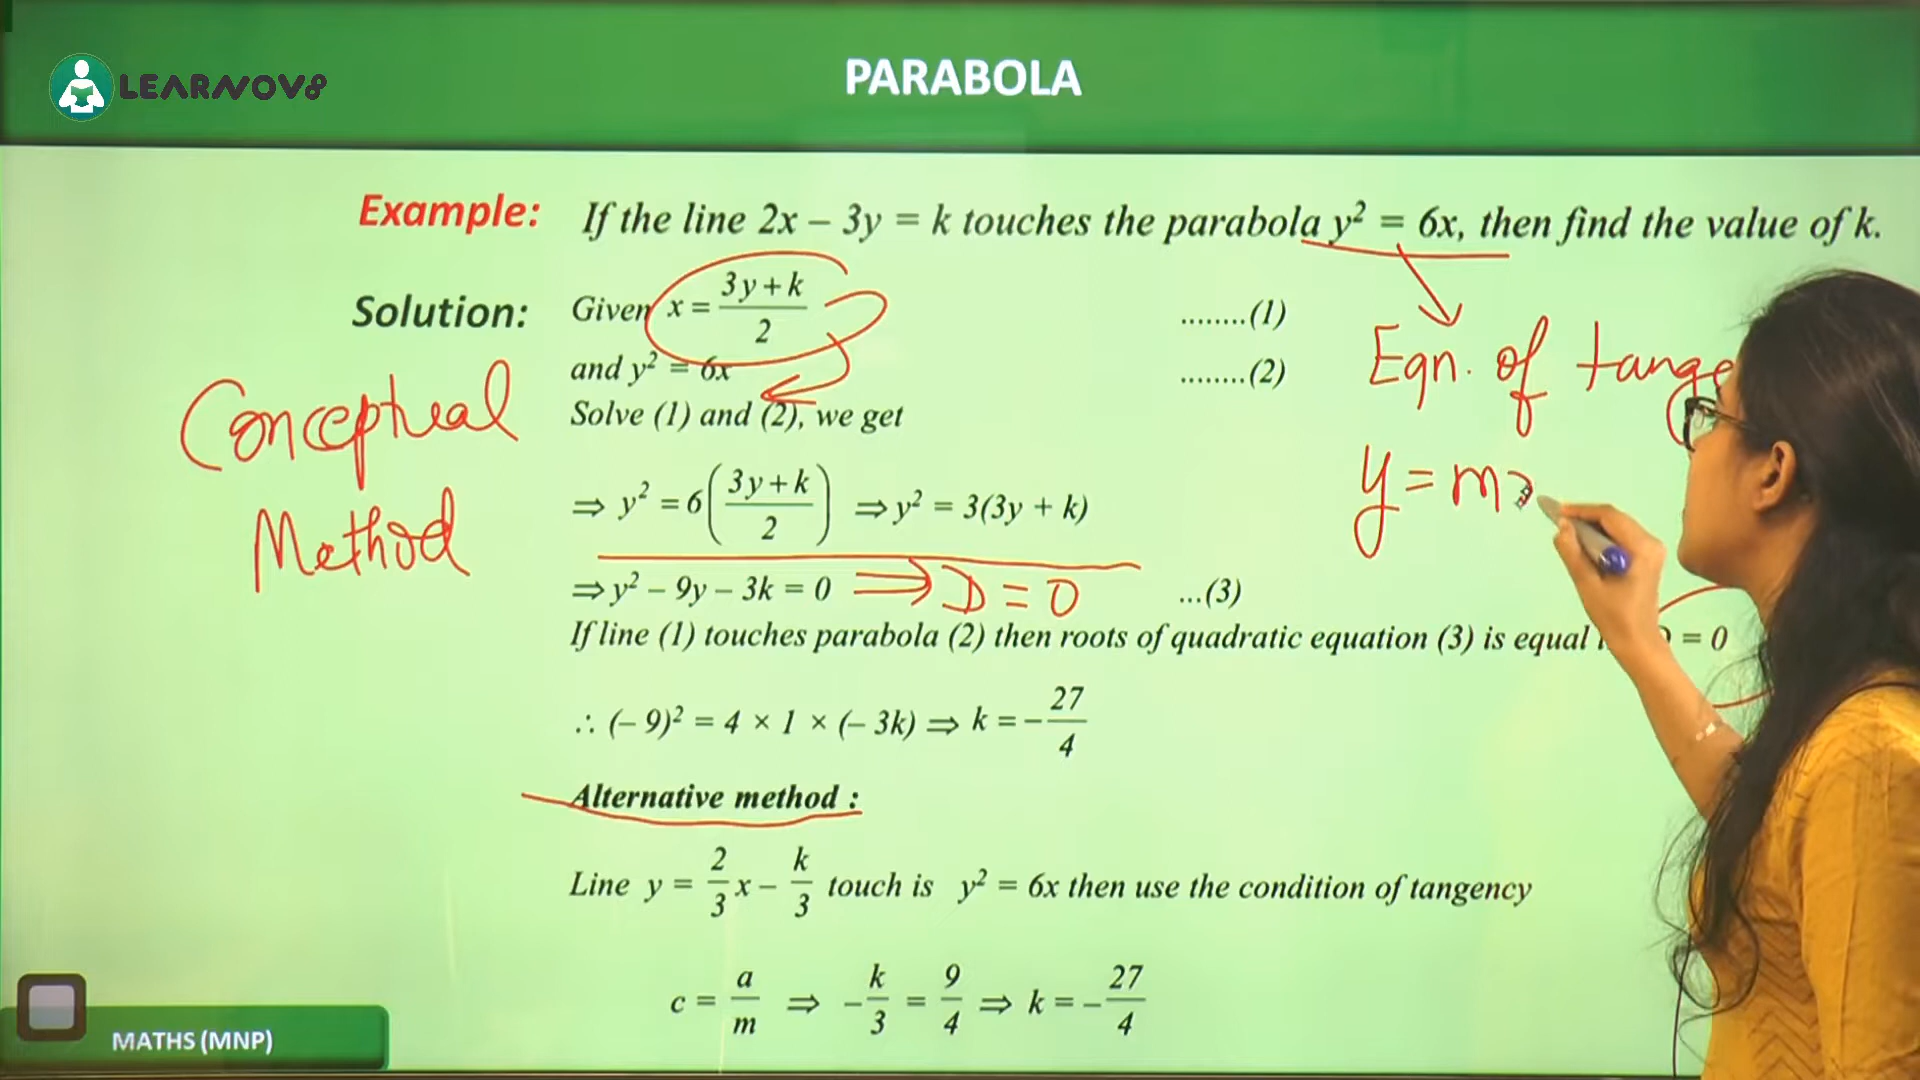 LEARNOV8
PARABOLA
Example: If the line 2x – 3y = k touches the parabola y² = 6x, then find the value of k.
Solution: Given x = (3y + k)/2 ........(1)
and y² = 6x ........(2)
Solve (1) and (2), we get
⇒ y² = 6((3y + k)/2) ⇒ y² = 3(3y + k)
⇒ y² – 9y – 3k = 0 ⇒ D = 0 ...(3)
If line (1) touches parabola (2) then roots of quadratic equation (3) is equal = 0
∴ (– 9)² = 4 × 1 × (– 3k) ⇒ k = – 27/4
Alternative method :
Line y = 2/3 x – k/3 touch is y² = 6x then use the condition of tangency
c = a/m ⇒ – k/3 = 9/4 ⇒ k = – 27/4
Conceptual
Method
Eqn. of tange
y = mx
MATHS (MNP)